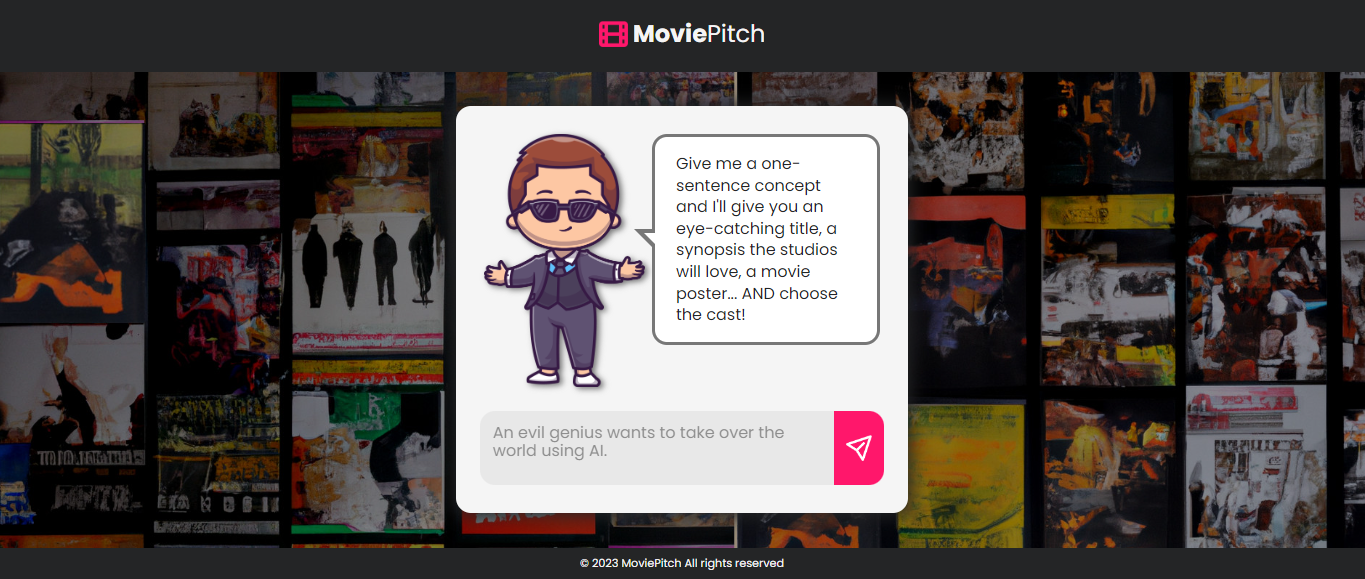 MoviePitch
Give me a one-
sentence concept
and I'll give you an
eye-catching title, a
synopsis the studios
will love, a movie
poster... AND choose
the cast!
An evil genius wants to take over the
world using AI.
© 2023 MoviePitch All rights reserved